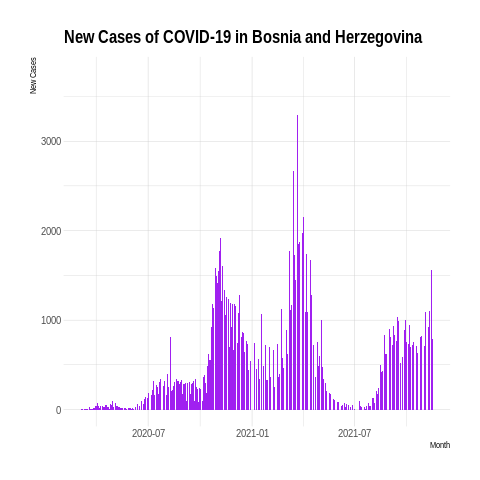 New Cases of COVID-19 in Bosnia and Herzegovina
New Cases
3000
2000
1000
0
2020-07
2021-01
2021-07
Month